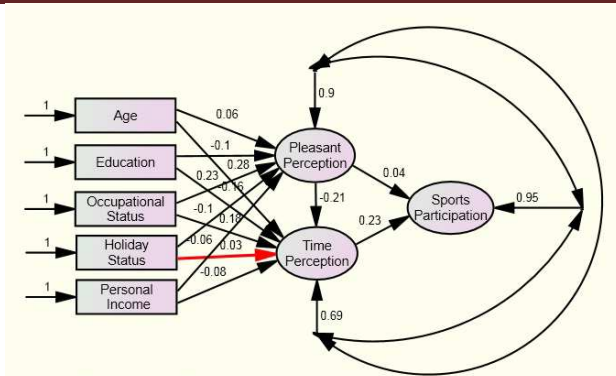 1
Age
0.06
0.9
1
Education
-0.1
Pleasant
Perception
0.28
0.23
-0.16
0.04
1
Occupational
Status
-0.1
0.18
-0.21
Sports
Participation
0.95
1
Holiday
Status
-0.06
0.03
0.23
Time
Perception
1
Personal
Income
-0.08
0.69